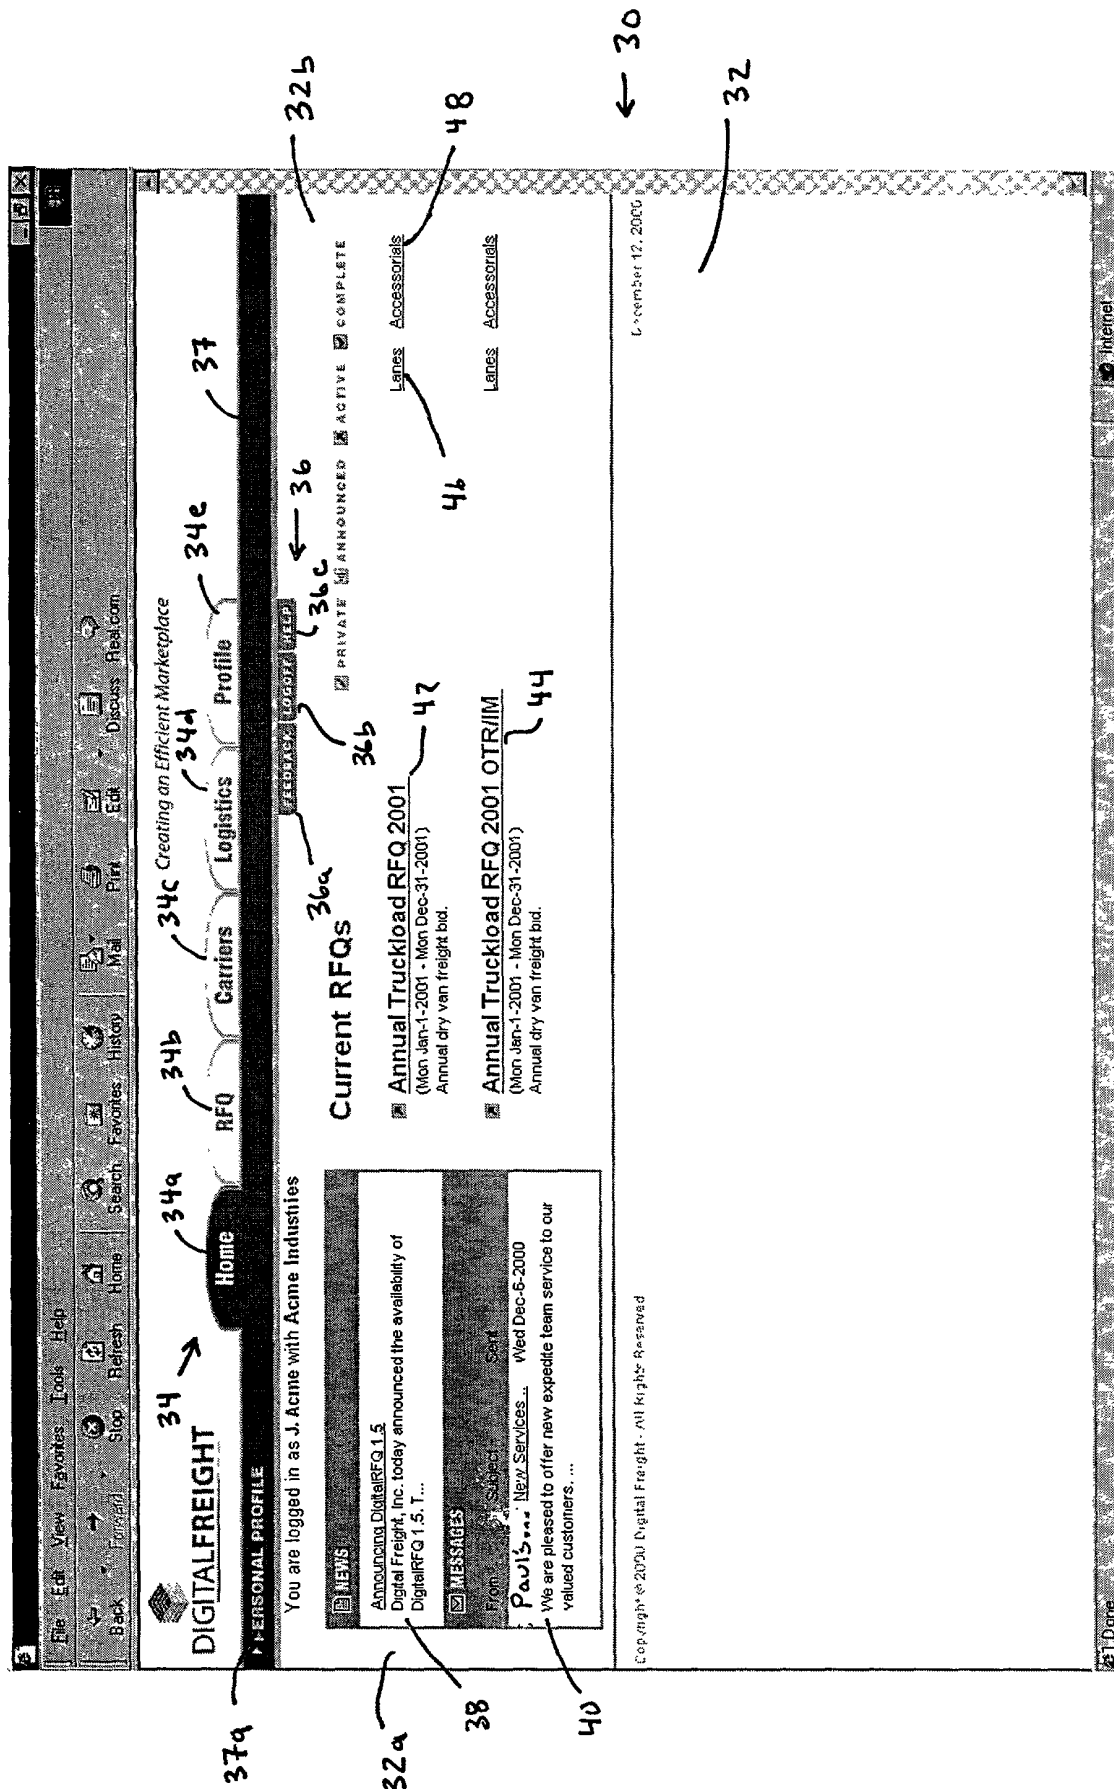 File Edit View Favorites Tools Help
Back Forward Stop Refresh Home Search Favorites History Mail Print Edit Discuss Real.com
DIGITALFREIGHT
Creating an Efficient Marketplace
34
34a
34b
34c
34d
34e
37
Home RFQ Carriers Logistics Profile
37a
PERSONAL PROFILE
You are logged in as J. Acme with Acme Industries
FEEDBACK LOGOFF HELP
36a
36b
36c
36
32a
32b
NEWS
Announcing DigitalRFQ 1.5
Digital Freight, Inc. today announced the availability of
DigitalRFQ 1.5. T...
38
MESSAGES
From Subject Sent
New Services... Wed Dec-6-2000
We are pleased to offer new expedite team service to our
valued customers. ...
40
Current RFQs
PRIVATE ANNOUNCED ACTIVE COMPLETE
Annual Truckload RFQ 2001
42
Lanes Accessorials
46
48
(Mon Jan-1-2001 - Mon Dec-31-2001)
Annual dry van freight bid.
Annual Truckload RFQ 2001 OTR/IM
44
Lanes Accessorials
(Mon Jan-1-2001 - Mon Dec-31-2001)
Annual dry van freight bid.
Copyright © 2000 Digital Freight - All Rights Reserved
December 12, 2000
30
32
Done
Internet